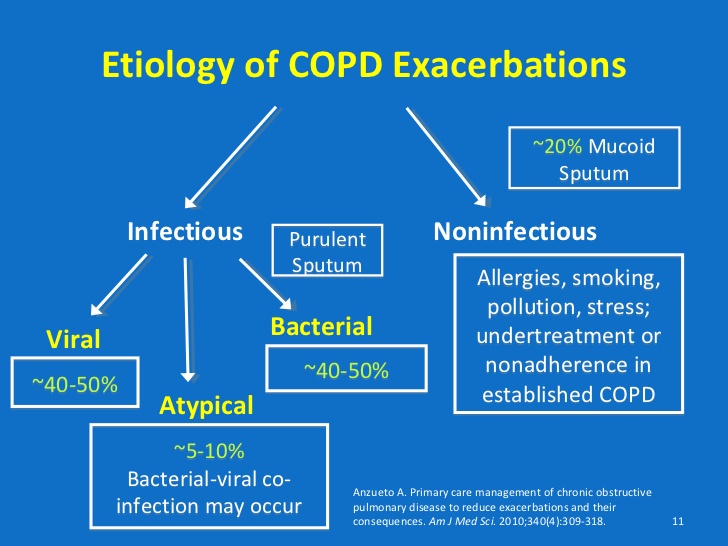 Etiology of COPD Exacerbations
~20% Mucoid
Sputum
Infectious
Purulent
Sputum
Noninfectious
Allergies, smoking,
pollution, stress;
undertreatment or
nonadherence in
established COPD
Viral
~40-50%
Bacterial
~40-50%
Atypical
~5-10%
Bacterial-viral co-
infection may occur
Anzueto A. Primary care management of chronic obstructive
pulmonary disease to reduce exacerbations and their
consequences. Am J Med Sci. 2010;340(4):309-318.
11